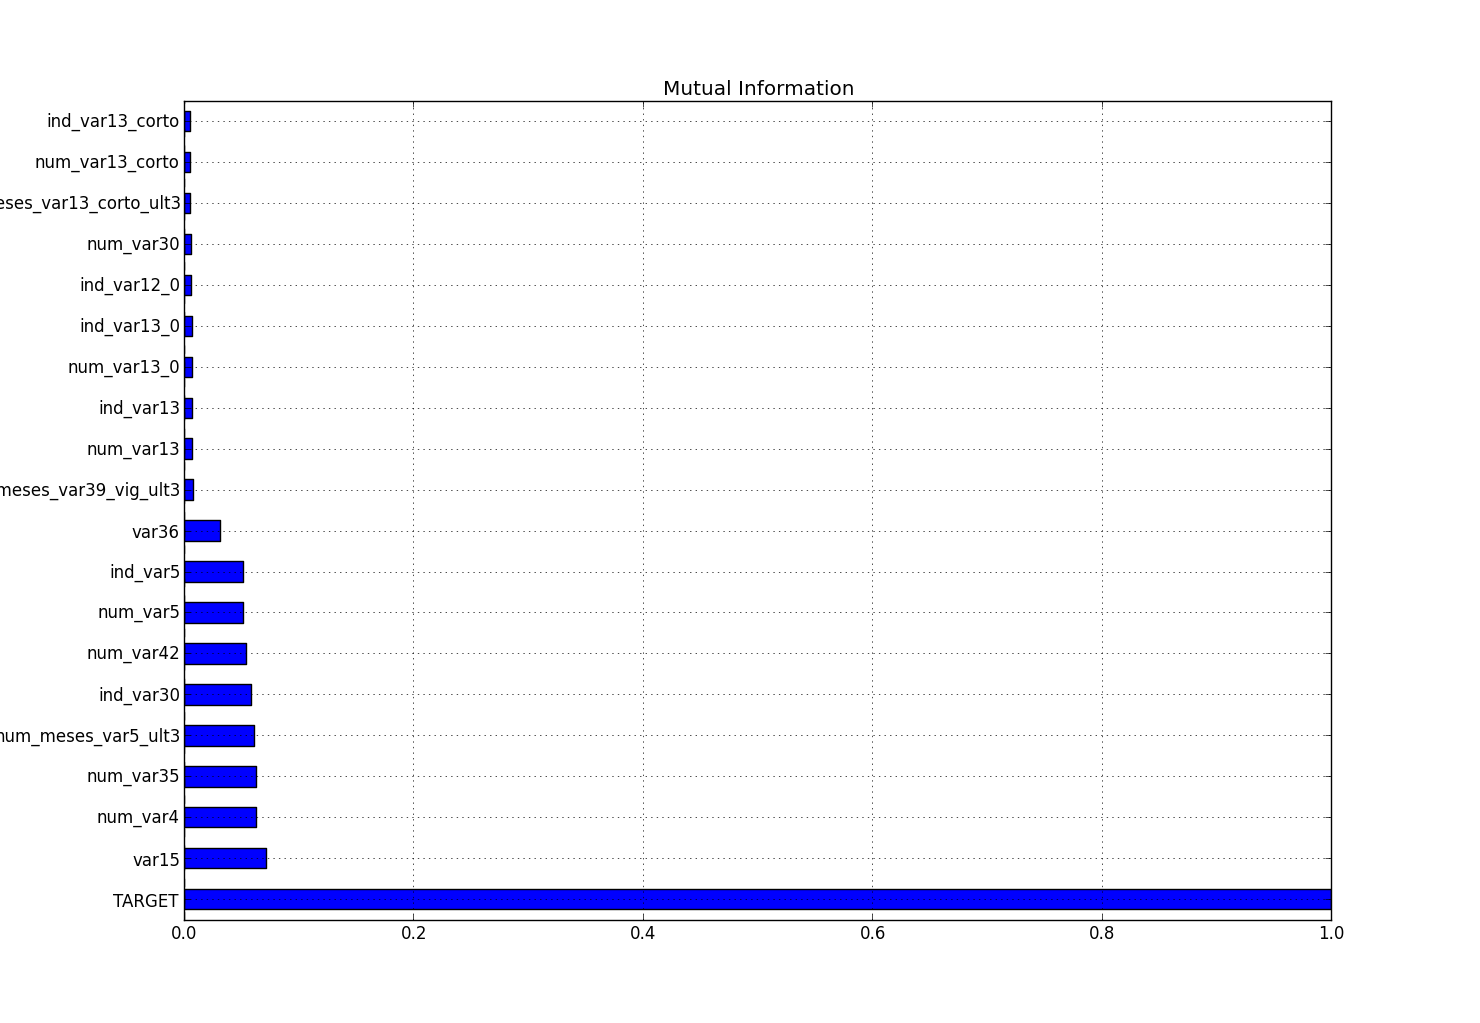 Mutual Information
ind_var13_corto
num_var13_corto
eses_var13_corto_ult3
num_var30
ind_var12_0
ind_var13_0
num_var13_0
ind_var13
num_var13
meses_var39_vig_ult3
var36
ind_var5
num_var5
num_var42
ind_var30
num_meses_var5_ult3
num_var35
num_var4
var15
TARGET
0.0 0.2 0.4 0.6 0.8 1.0